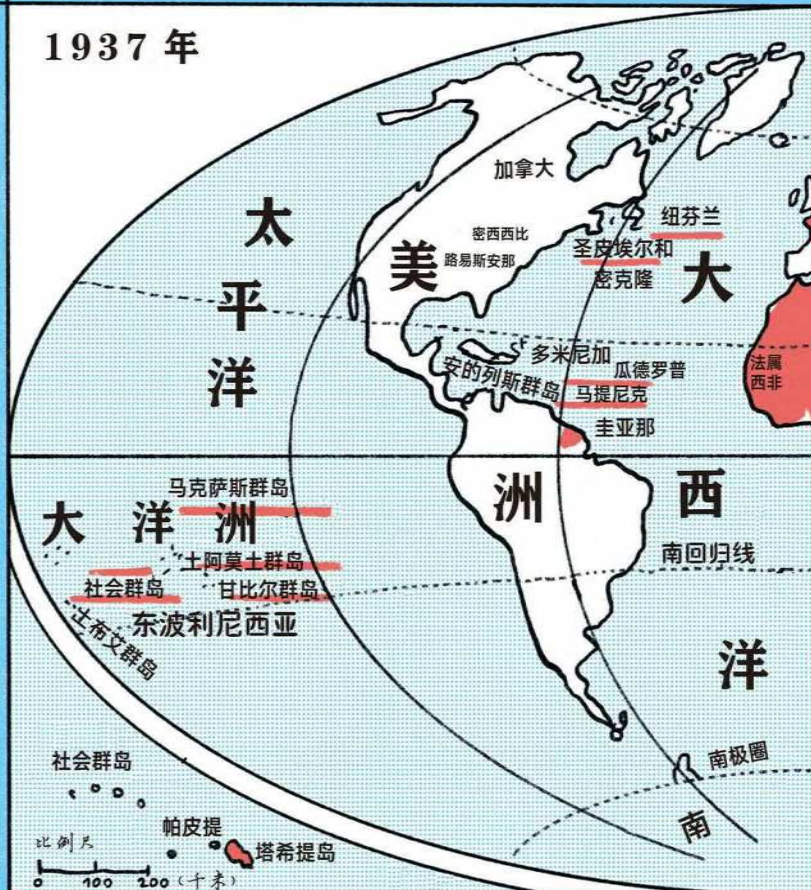 1937年
加拿大
纽芬兰
太平洋
密西西比
路易斯安那
美洲
圣皮埃尔和
密克隆
大西洋
多米尼加
瓜德罗普
安的列斯群岛
马提尼克
法属
西非
圭亚那
马克萨斯群岛
大洋洲
土阿莫土群岛
社会群岛
甘比尔群岛
东波利尼西亚
土布艾群岛
南回归线
南极圈
南
社会群岛
帕皮提
塔希提岛
比例尺
0 100 200(千米)